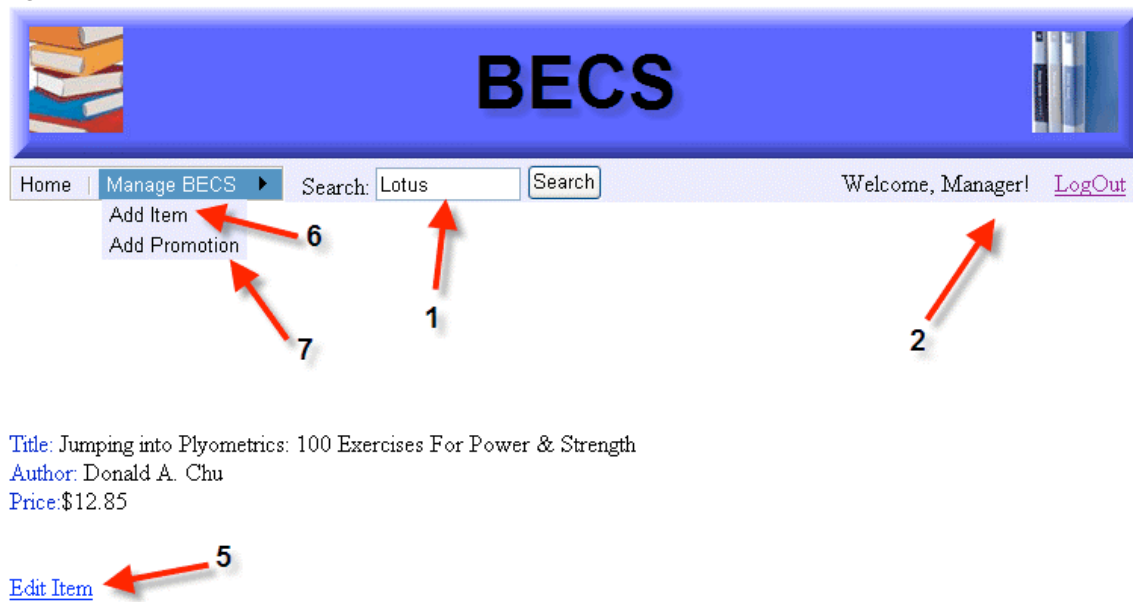 BECS
Home | Manage BECS Search: Lotus Search Welcome, Manager! LogOut
Add Item
6
Add Promotion
1
2
7
Title: Jumping into Plyometrics: 100 Exercises For Power & Strength
Author: Donald A. Chu
Price:$12.85
5
Edit Item